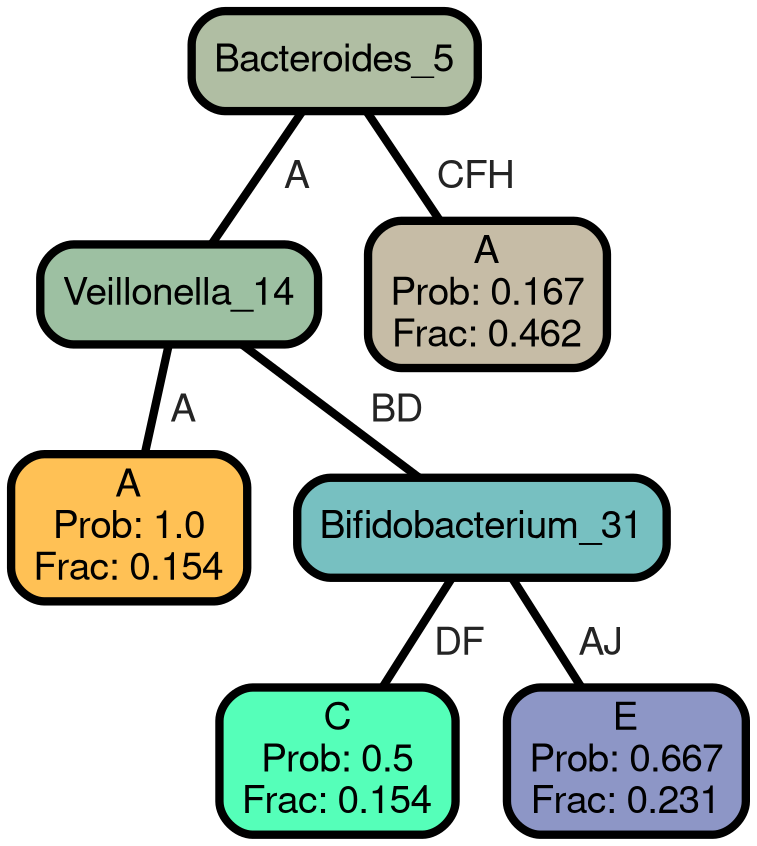 Bacteroides_5
A
CFH
Veillonella_14
A
Prob: 0.167
Frac: 0.462
A
BD
A
Prob: 1.0
Frac: 0.154
Bifidobacterium_31
DF
AJ
C
Prob: 0.5
Frac: 0.154
E
Prob: 0.667
Frac: 0.231